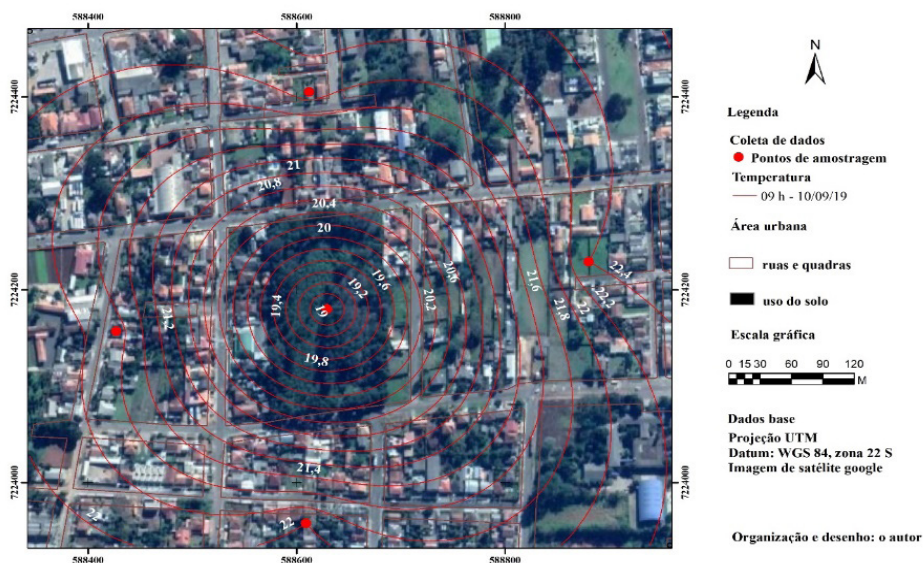 588400
588600
588800
7224400
7224200
7224000
21
20,8
20,4
20
19,6
19,2
19
19,4
19,8
20,2
20,6
21,2
21,4
21,6
21,8
22
22,2
22,4
22
22
588400
588600
588800
7224400
7224200
7224000
N
Legenda
Coleta de dados
Pontos de amostragem
Temperatura
09 h - 10/09/19
Área urbana
ruas e quadras
uso do solo
Escala gráfica
0 15 30 60 90 120
M
Dados base
Projeção UTM
Datum: WGS 84, zona 22 S
Imagem de satélite google
Organização e desenho: o autor